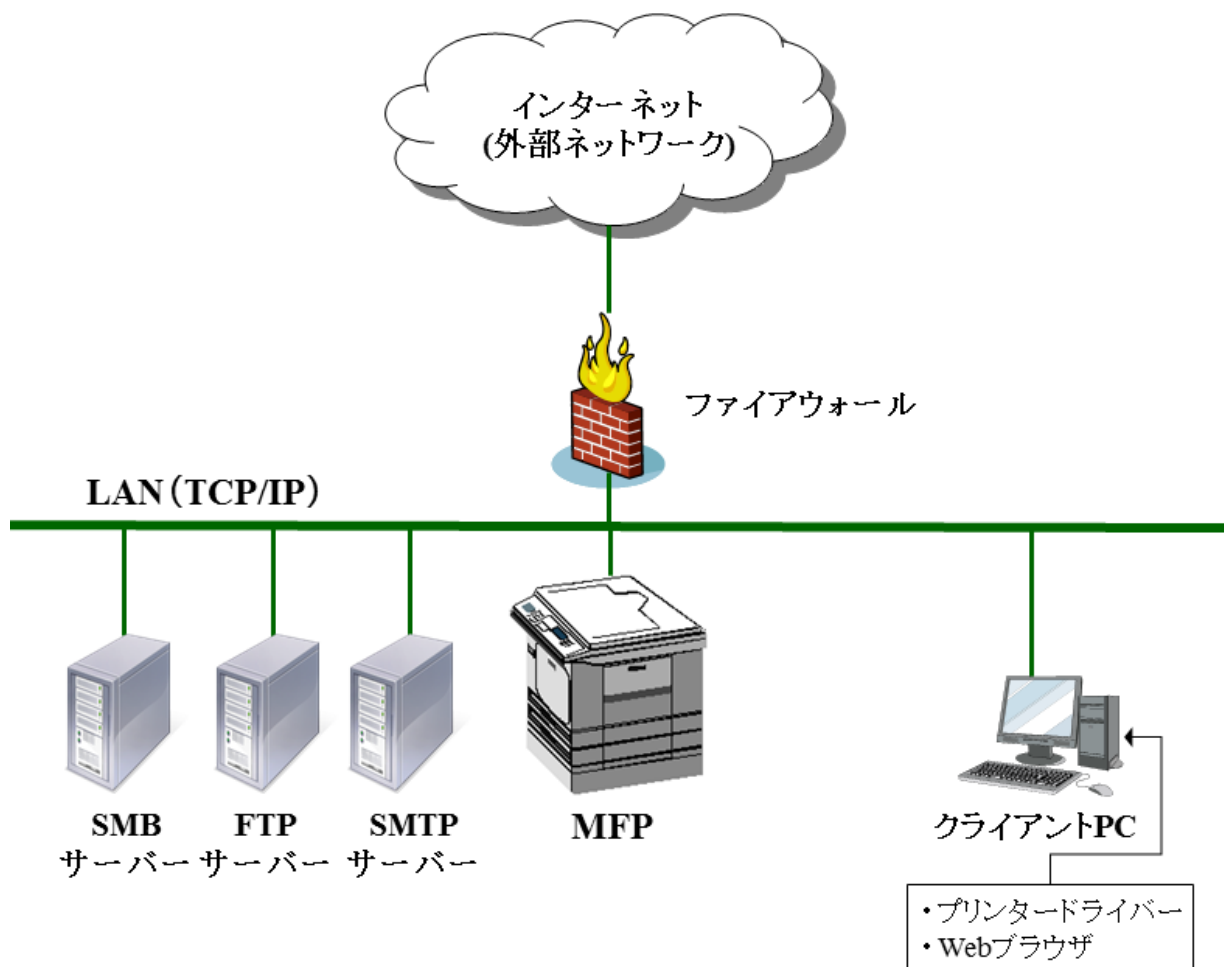 インターネット
(外部ネットワーク)
ファイアウォール
LAN（TCP/IP）
SMB
サーバー
FTP
サーバー
SMTP
サーバー
MFP
クライアントPC
・プリンタードライバー
・Webブラウザ